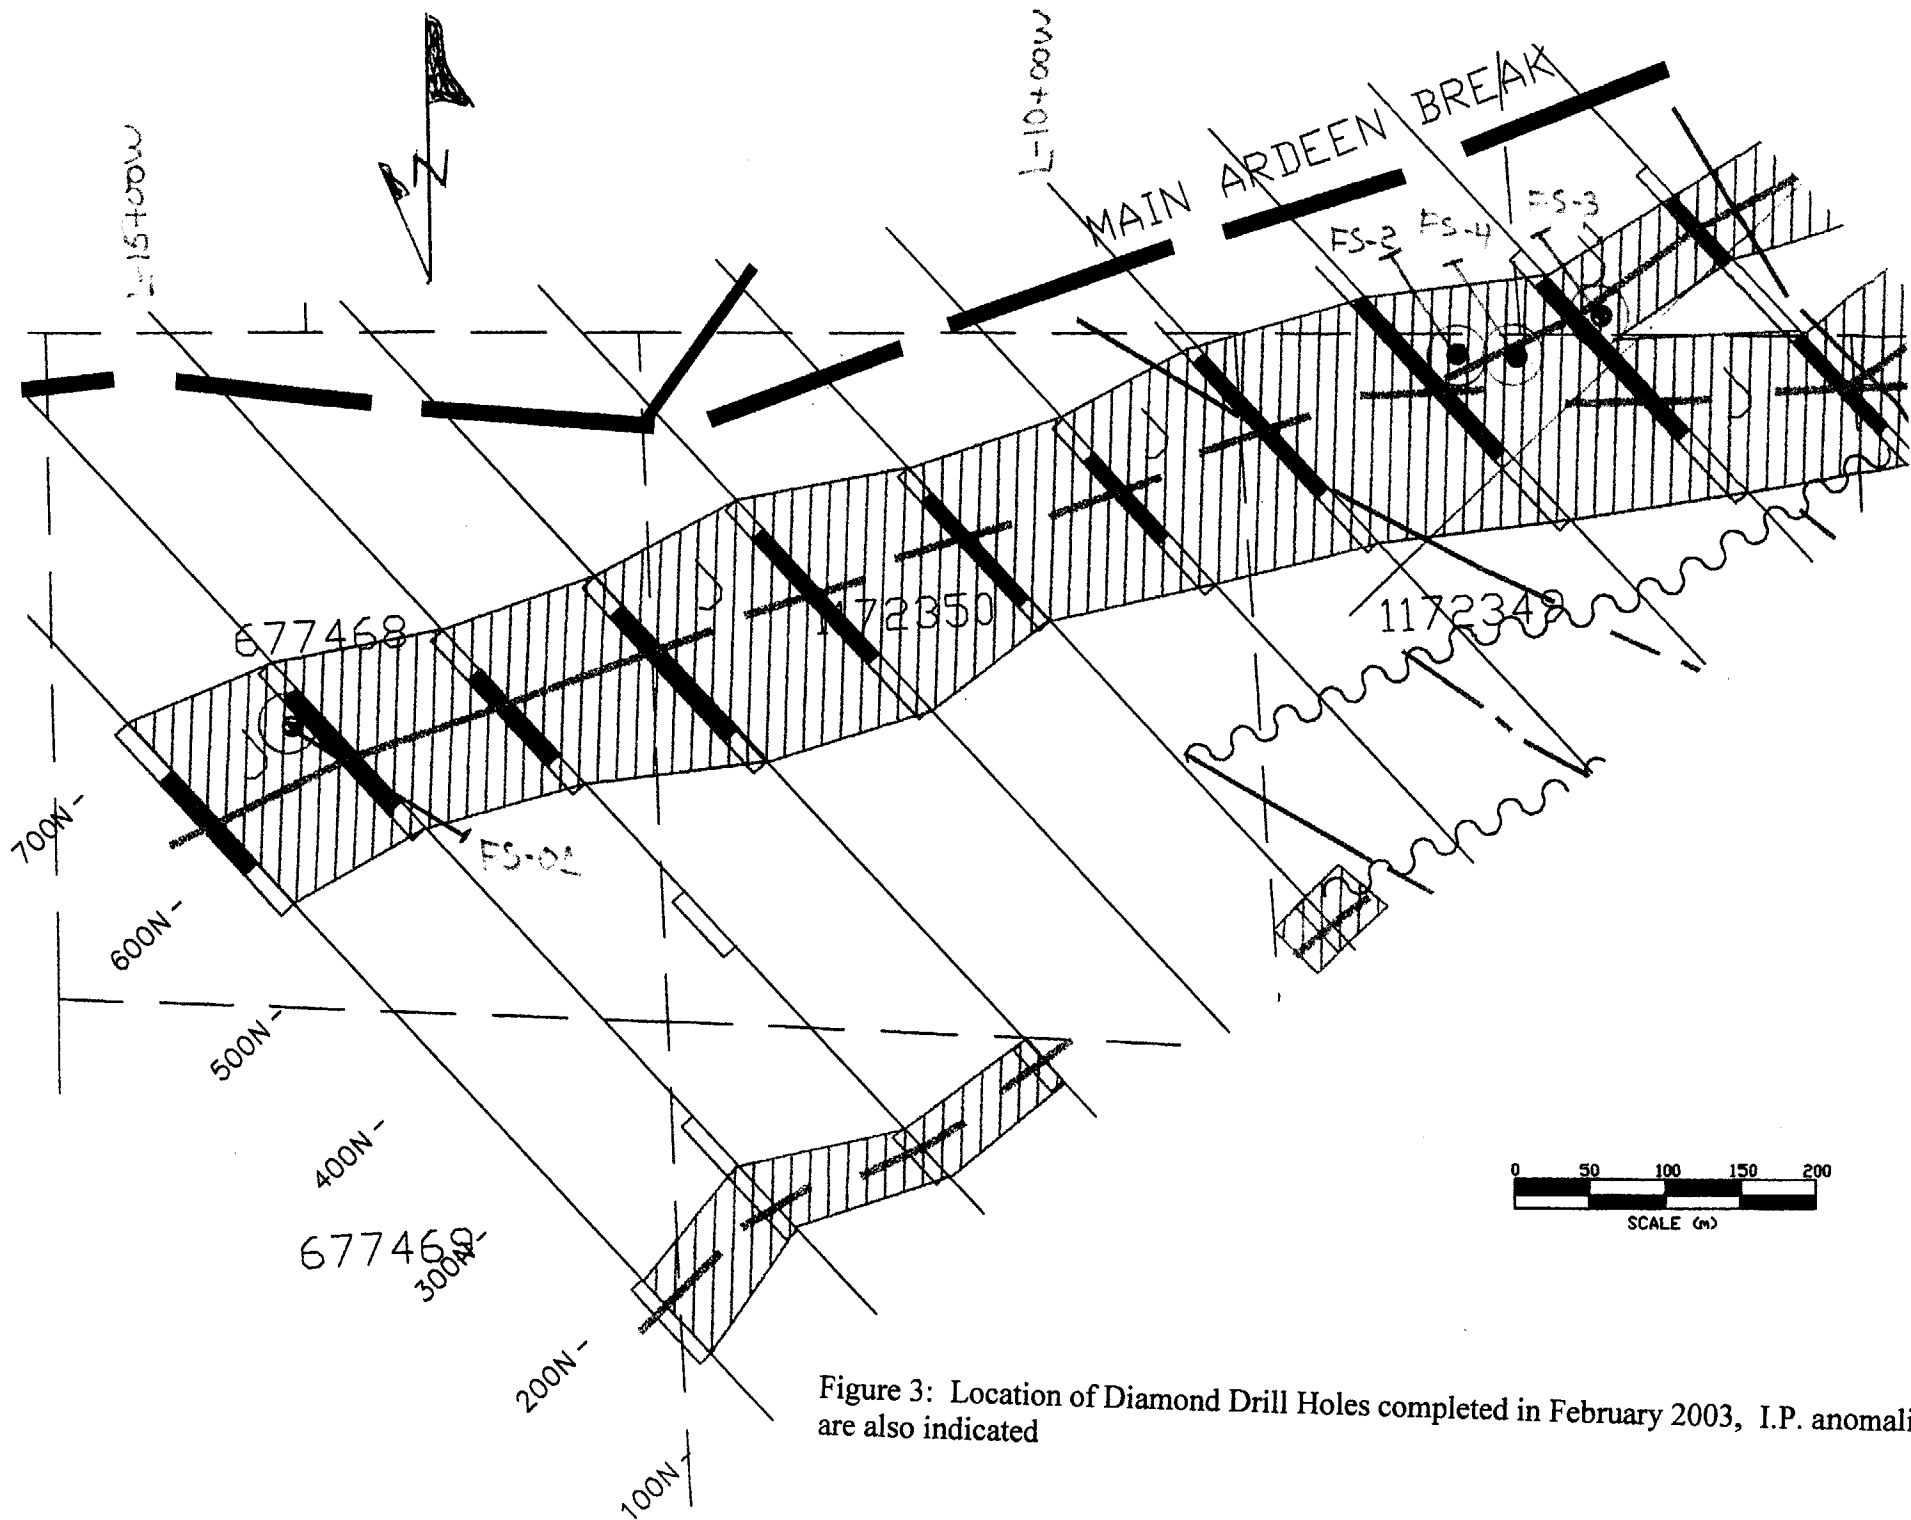 L-15+00W
N
L-10+00W
MAIN ARDEEN BREAK
FS-2
FS-4
FS-3
677468
1172350
1172349
FS-01
700N -
600N -
500N -
400N -
300N -
200N -
100N -
677469
0 50 100 150 200
SCALE (m)
Figure 3: Location of Diamond Drill Holes completed in February 2003, I.P. anomali
are also indicated